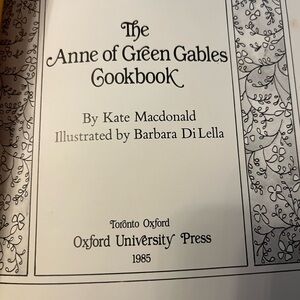 The
Anne of Green Gables
Cookbook
By Kate Macdonald
Illustrated by Barbara Di Lella
Toronto Oxford
Oxford University Press
1985